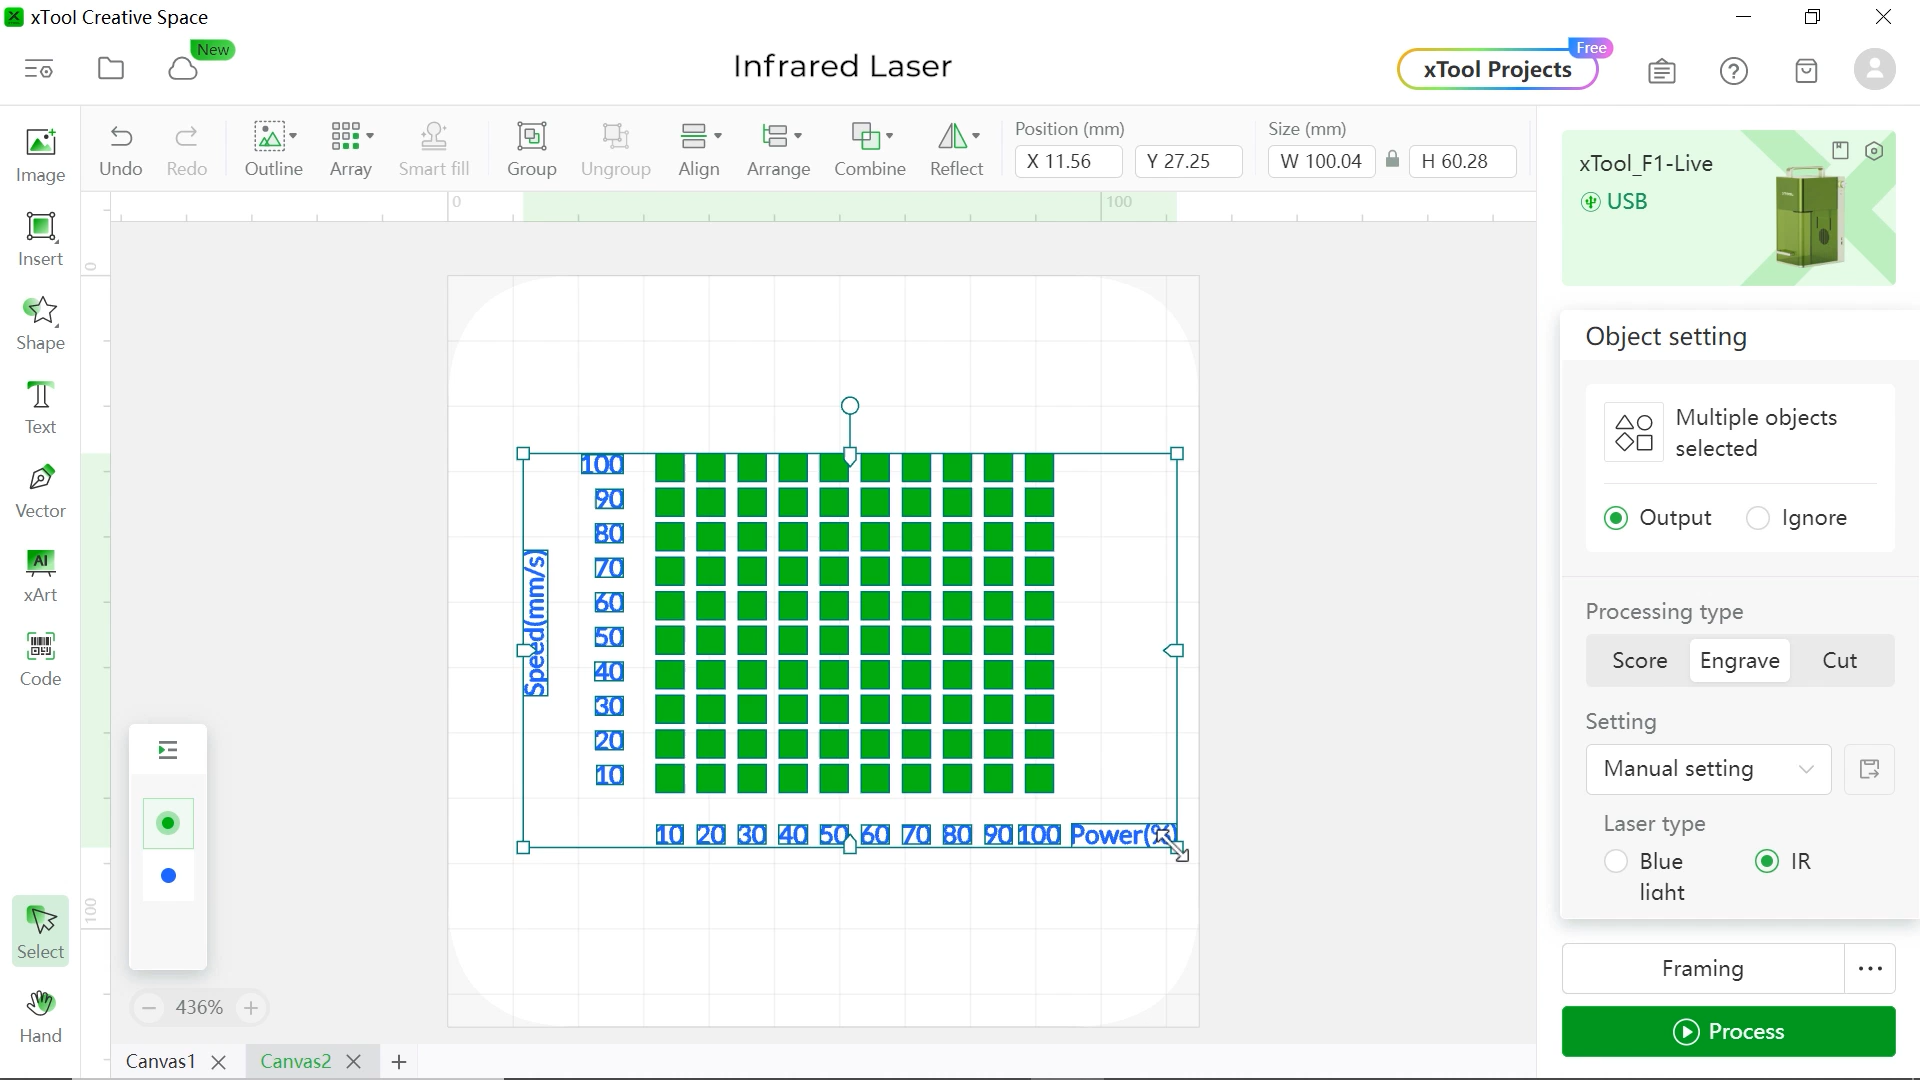 xTool Creative Space
New
Infrared Laser
Free
xTool Projects
Undo
Redo
Outline
Array
Smart fill
Group
Ungroup
Align
Arrange
Combine
Reflect
Position (mm)
X 11.56
Y 27.25
Size (mm)
W 100.04
H 60.28
Image
Insert
Shape
Text
Vector
AI
xArt
Code
Select
Hand
0
100
0
100
100
90
80
70
60
50
40
30
20
10
Speed(mm/s)
10 20 30 40 50 60 70 80 90 100 Power(%)
436%
Canvas1
Canvas2
xTool_F1-Live
USB
Object setting
Multiple objects
selected
Output
Ignore
Processing type
Score
Engrave
Cut
Setting
Manual setting
Laser type
Blue
light
IR
Framing
Process